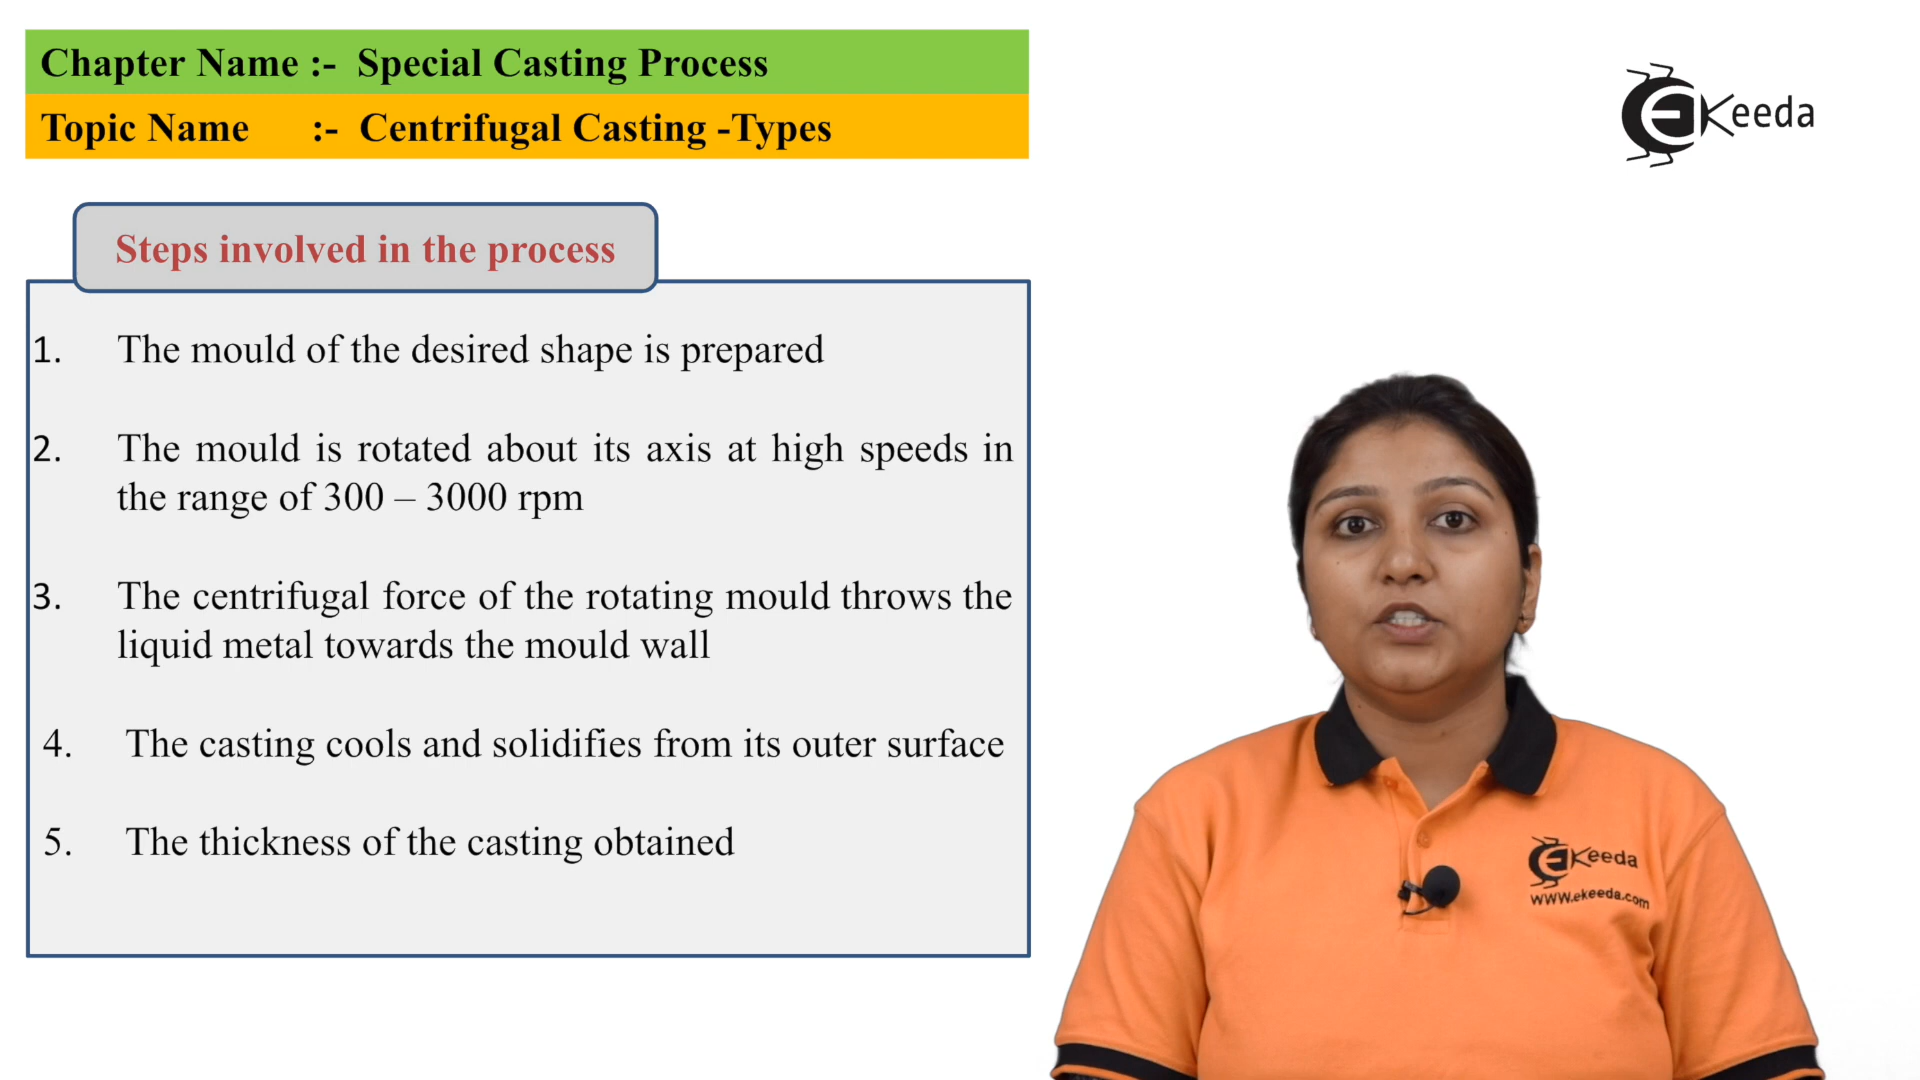 Chapter Name :- Special Casting Process
Topic Name :- Centrifugal Casting -Types
Keeda
Steps involved in the process
1. The mould of the desired shape is prepared
2. The mould is rotated about its axis at high speeds in
the range of 300 – 3000 rpm
3. The centrifugal force of the rotating mould throws the
liquid metal towards the mould wall
4. The casting cools and solidifies from its outer surface
5. The thickness of the casting obtained
Keeda
www.ekeeda.com